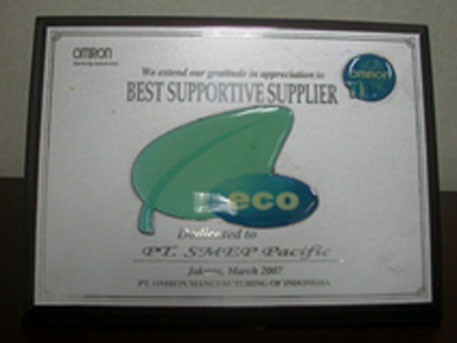 OMRON
We extend our gratitude in appreciation to
OMRON
BEST SUPPORTIVE SUPPLIER
eco
Dedicated to
PT. SMEP Pacific
March 2007
PT. OMRON MANUFACTURING OF INDONESIA